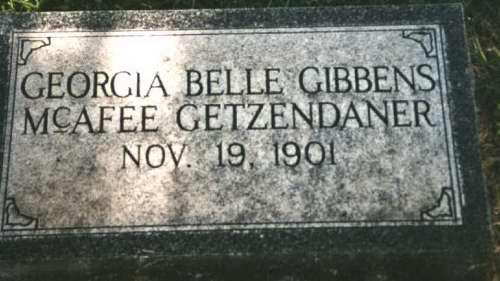 GEORGIA BELLE GIBBENS
McAFEE GETZENDANER
NOV. 19, 1901